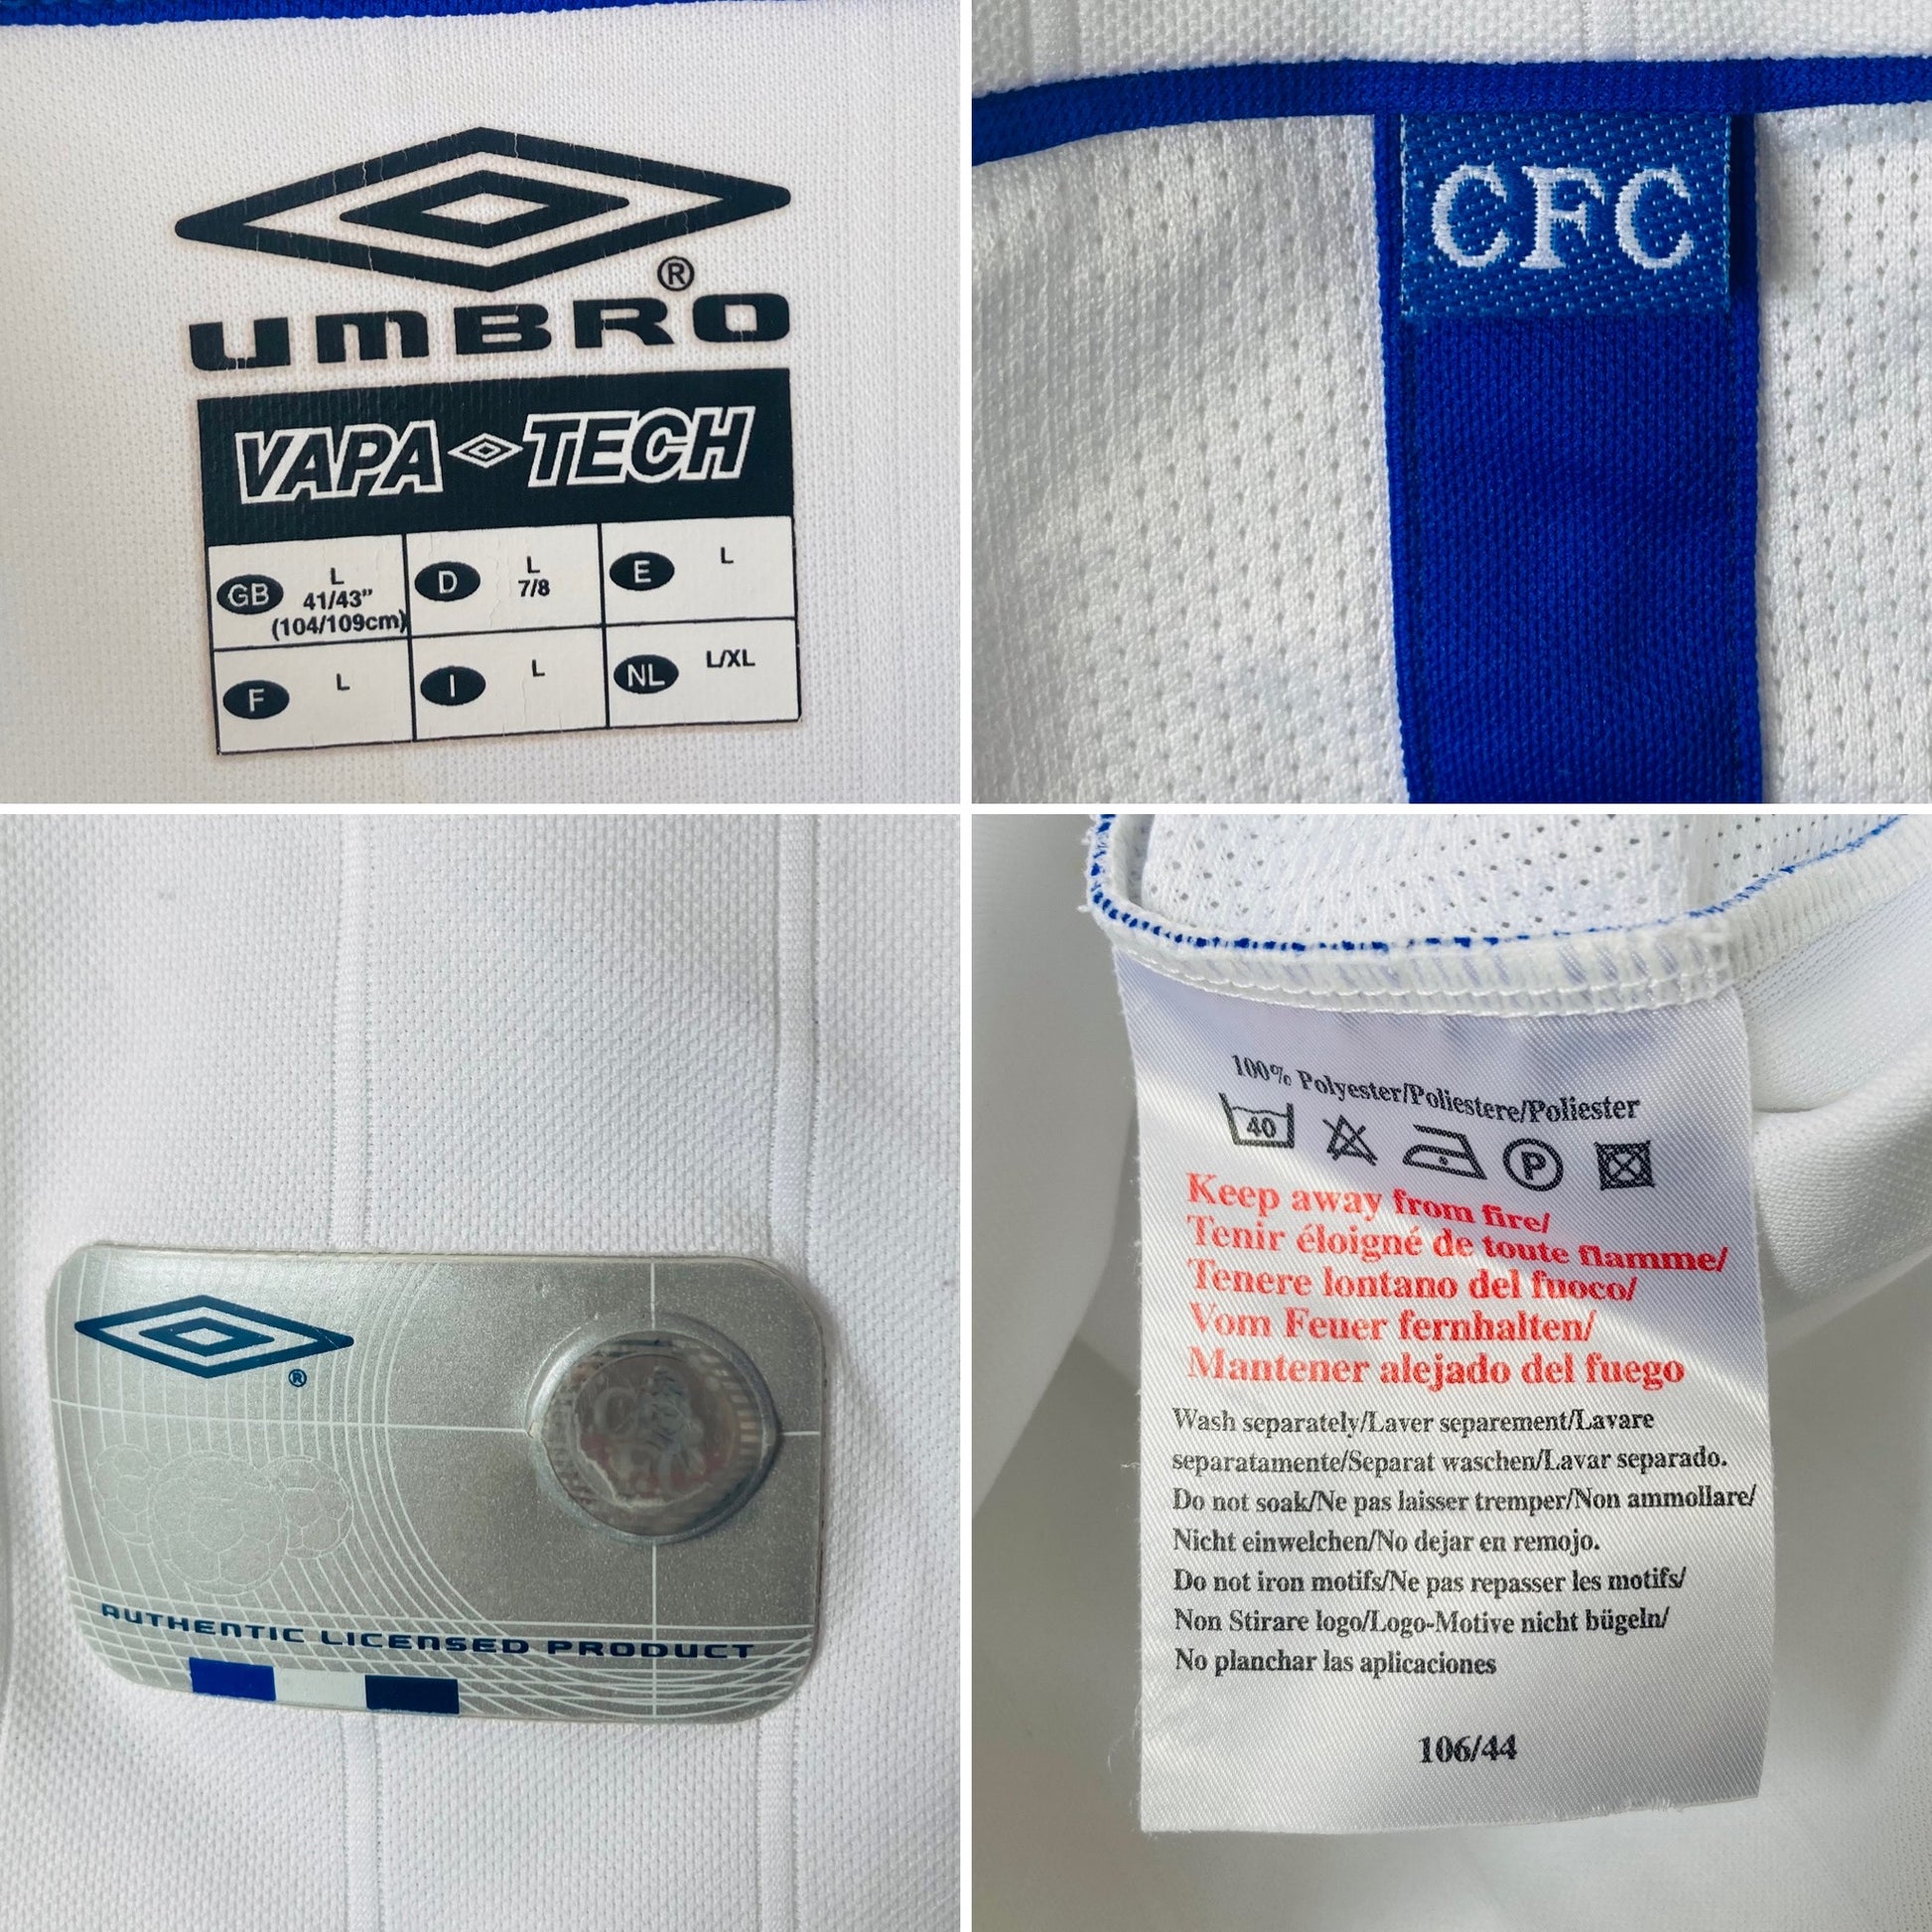 ®
UMBRO
VAPA TECH
GB L 41/43" (104/109cm)
D L 7/8
E L
F L
I L
NL L/XL
CFC
®
AUTHENTIC LICENSED PRODUCT
100% Polyester/Poliestere/Poliester
40 P
Keep away from fire/
Tenir éloigné de toute flamme/
Tenere lontano del fuoco/
Vom Feuer fernhalten/
Mantener alejado del fuego
Wash separately/Laver separement/Lavare
separatamente/Separat waschen/Lavar separado.
Do not soak/Ne pas laisser tremper/Non ammollare/
Nicht einwelchen/No dejar en remojo.
Do not iron motifs/Ne pas repasser les motifs/
Non Stirare logo/Logo-Motive nicht bügeln/
No planchar las aplicaciones
106/44